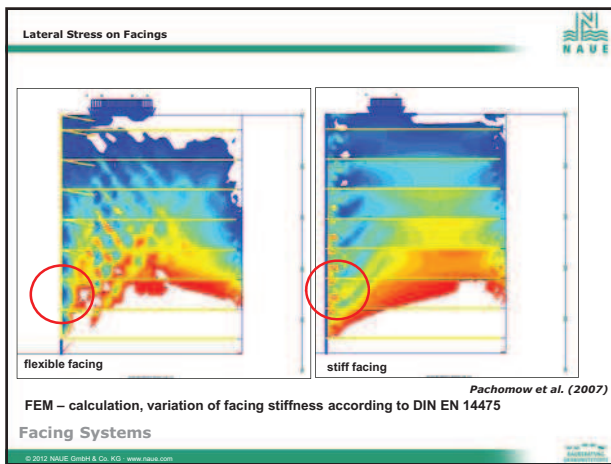 Lateral Stress on Facings
NAUE
flexible facing
stiff facing
Pachomow et al. (2007)
FEM – calculation, variation of facing stiffness according to DIN EN 14475
Facing Systems
© 2012 NAUE GmbH & Co. KG · www.naue.com